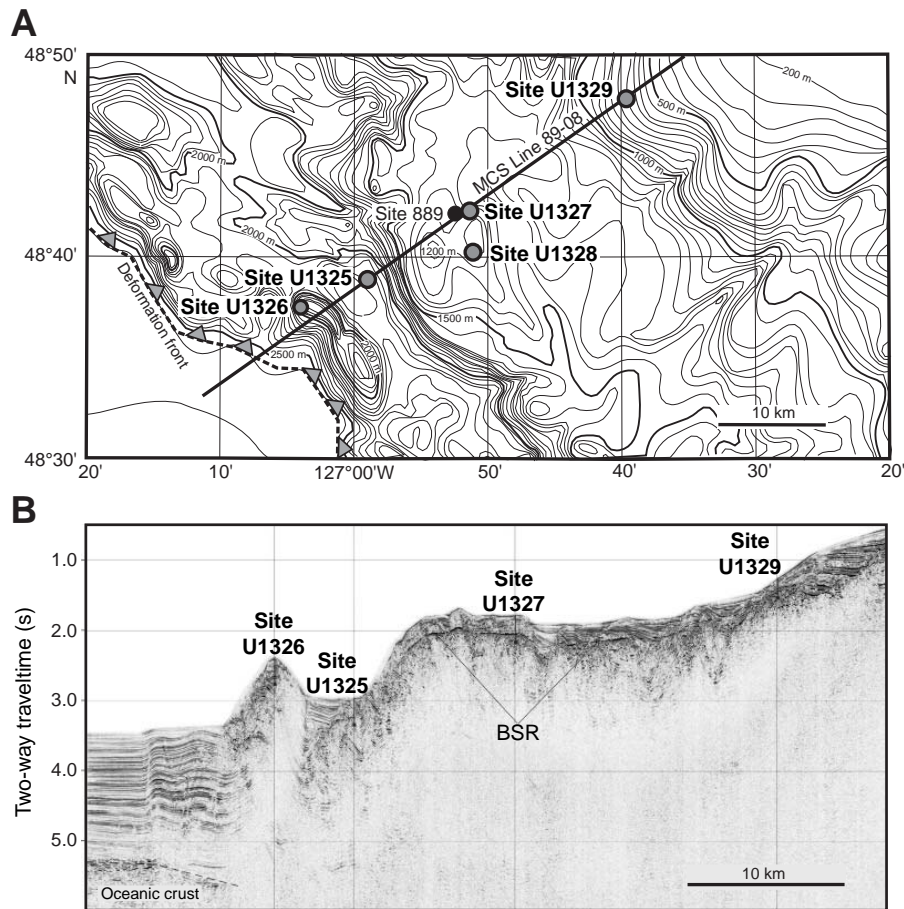 A
48°50'
N
48°40'
48°30'
20'
10'
127°00'W
50'
40'
30'
20'
200 m
500 m
1000 m
Site U1329
MCS Line 89-08
2000 m
2000 m
Site 889
Site U1327
1200 m
Site U1328
Site U1325
Site U1326
1500 m
Deformation front
2500 m
2000 m
10 km
B
Two-way traveltime (s)
1.0
2.0
3.0
4.0
5.0
Site
U1326
Site
U1325
Site
U1327
Site
U1329
BSR
Oceanic crust
10 km